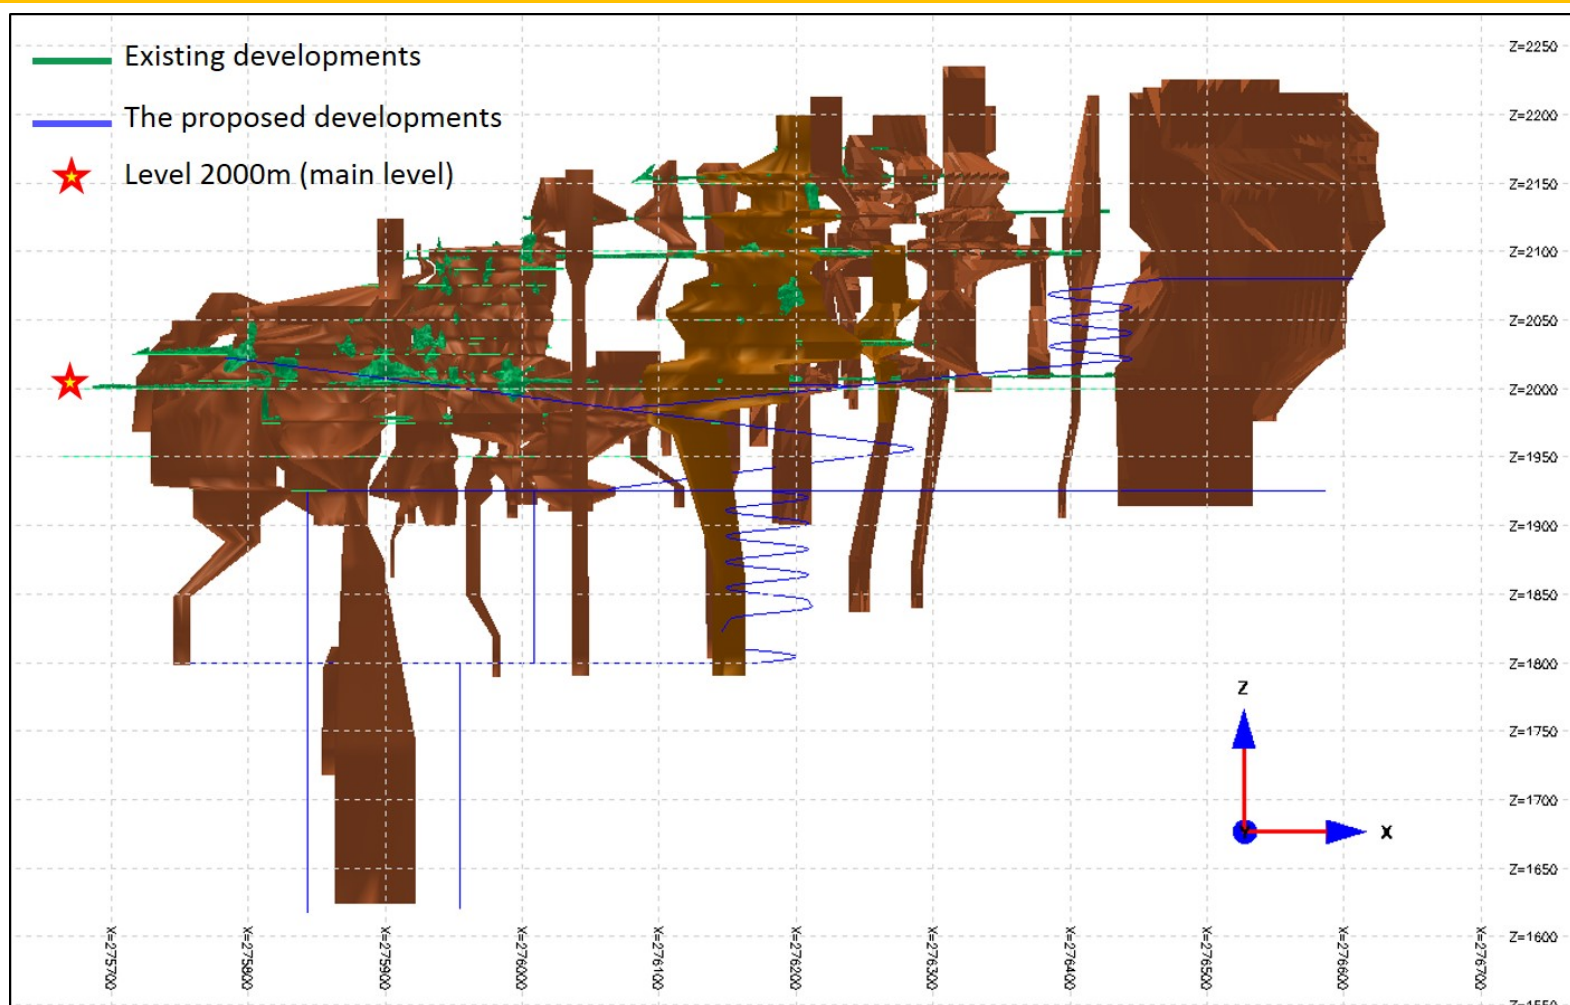 Existing developments
The proposed developments
Level 2000m (main level)
Z=2250
Z=2200
Z=2150
Z=2100
Z=2050
Z=2000
Z=1950
Z=1900
Z=1850
Z=1800
Z=1750
Z=1700
Z=1650
Z=1600
Z=1550
Z
Y
X
X=275700
X=275800
X=275900
X=276000
X=276100
X=276200
X=276300
X=276400
X=276500
X=276600
X=276700